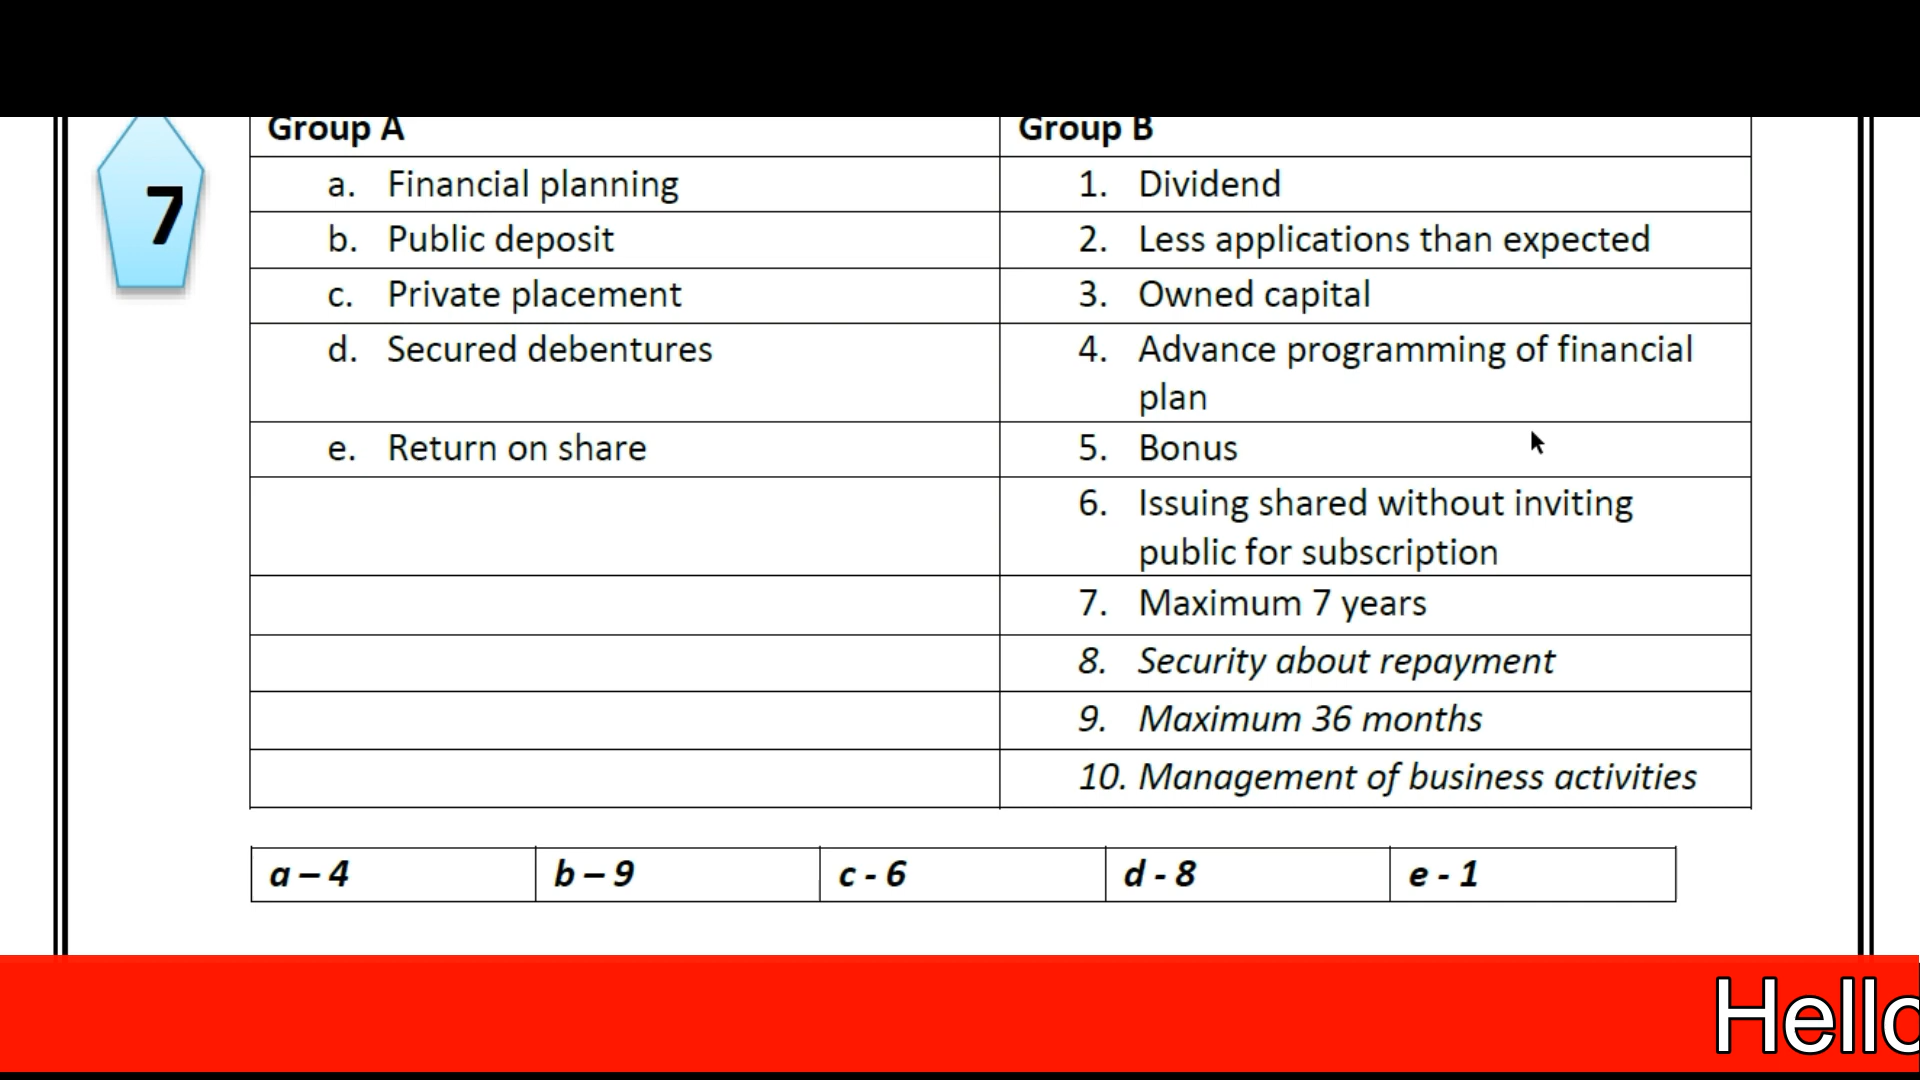 7
Group A
Group B
a. Financial planning
1. Dividend
b. Public deposit
2. Less applications than expected
c. Private placement
3. Owned capital
d. Secured debentures
4. Advance programming of financial
plan
e. Return on share
5. Bonus
6. Issuing shared without inviting
public for subscription
7. Maximum 7 years
8. Security about repayment
9. Maximum 36 months
10. Management of business activities
a – 4
b – 9
c - 6
d - 8
e - 1
Hello